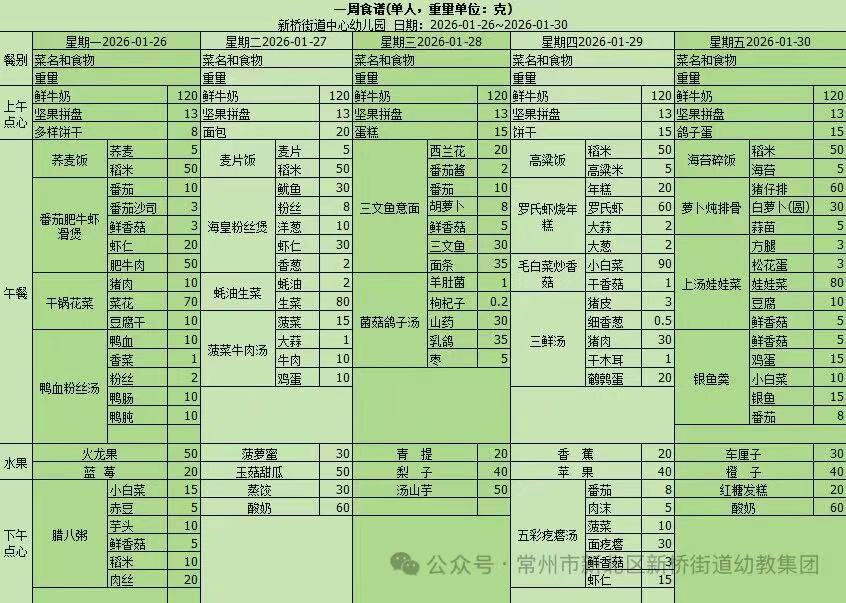 一周食谱(单人，重量单位：克)
新桥街道中心幼儿园 日期：2026-01-26~2026-01-30
餐别 星期一2026-01-26 星期二2026-01-27 星期三2026-01-28 星期四2026-01-29 星期五2026-01-30
菜名和食物 菜名和食物 菜名和食物 菜名和食物 菜名和食物
重量 重量 重量 重量 重量
上午点心
鲜牛奶 120 鲜牛奶 120 鲜牛奶 120 鲜牛奶 120 鲜牛奶 120
坚果拼盘 13 坚果拼盘 13 坚果拼盘 13 坚果拼盘 13 坚果拼盘 13
多样饼干 8 面包 20 蛋糕 15 饼干 15 鸽子蛋 15
午餐
荞麦饭
荞麦 5
稻米 50
番茄肥牛虾滑煲
番茄 10
番茄沙司 3
鲜香菇 3
虾仁 20
肥牛肉 50
干锅花菜
猪肉 10
菜花 70
豆腐干 10
鸭血粉丝汤
鸭血 10
香菜 1
粉丝 2
鸭肠 10
鸭肫 10
麦片饭
麦片 5
稻米 50
海皇粉丝煲
鱿鱼 30
粉丝 8
洋葱 10
虾仁 30
香葱 2
蚝油生菜
蚝油 2
生菜 80
菠菜牛肉汤
菠菜 15
大蒜 1
牛肉 10
鸡蛋 10
三文鱼意面
西兰花 20
番茄酱 2
番茄 10
胡萝卜 8
鲜香菇 5
三文鱼 30
面条 35
菌菇鸽子汤
羊肚菌 1
枸杞子 0.2
山药 30
乳鸽 35
枣 5
高粱饭
稻米 50
高粱米 5
罗氏虾烧年糕
年糕 20
罗氏虾 60
大蒜 2
大葱 2
毛白菜炒香菇
小白菜 90
干香菇 1
三鲜汤
猪皮 3
细香葱 0.5
猪肉 30
干木耳 1
鹌鹑蛋 20
海苔碎饭
稻米 50
海苔 5
萝卜炖排骨
猪仔排 60
白萝卜(圆) 30
蒜苗 5
上汤娃娃菜
方腿 3
松花蛋 3
娃娃菜 80
豆腐 10
鲜香菇 5
银鱼羹
鲜香菇 5
鸡蛋 15
小白菜 10
银鱼 15
番茄 8
水果
火龙果 50 菠萝蜜 30 青 提 20 香 蕉 20 车厘子 30
蓝 莓 20 玉菇甜瓜 50 梨 子 40 苹 果 40 橙 子 40
下午点心
腊八粥
小白菜 15
赤豆 5
芋头 10
鲜香菇 5
稻米 10
肉丝 20
蒸饺 30
酸奶 60
汤山芋 50
五彩疙瘩汤
番茄 8
肉沫 5
菠菜 10
面疙瘩 30
鲜香菇 3
虾仁 15
红糖发糕 20
酸奶 60
公众号 · 常州市新北区新桥街道幼教集团